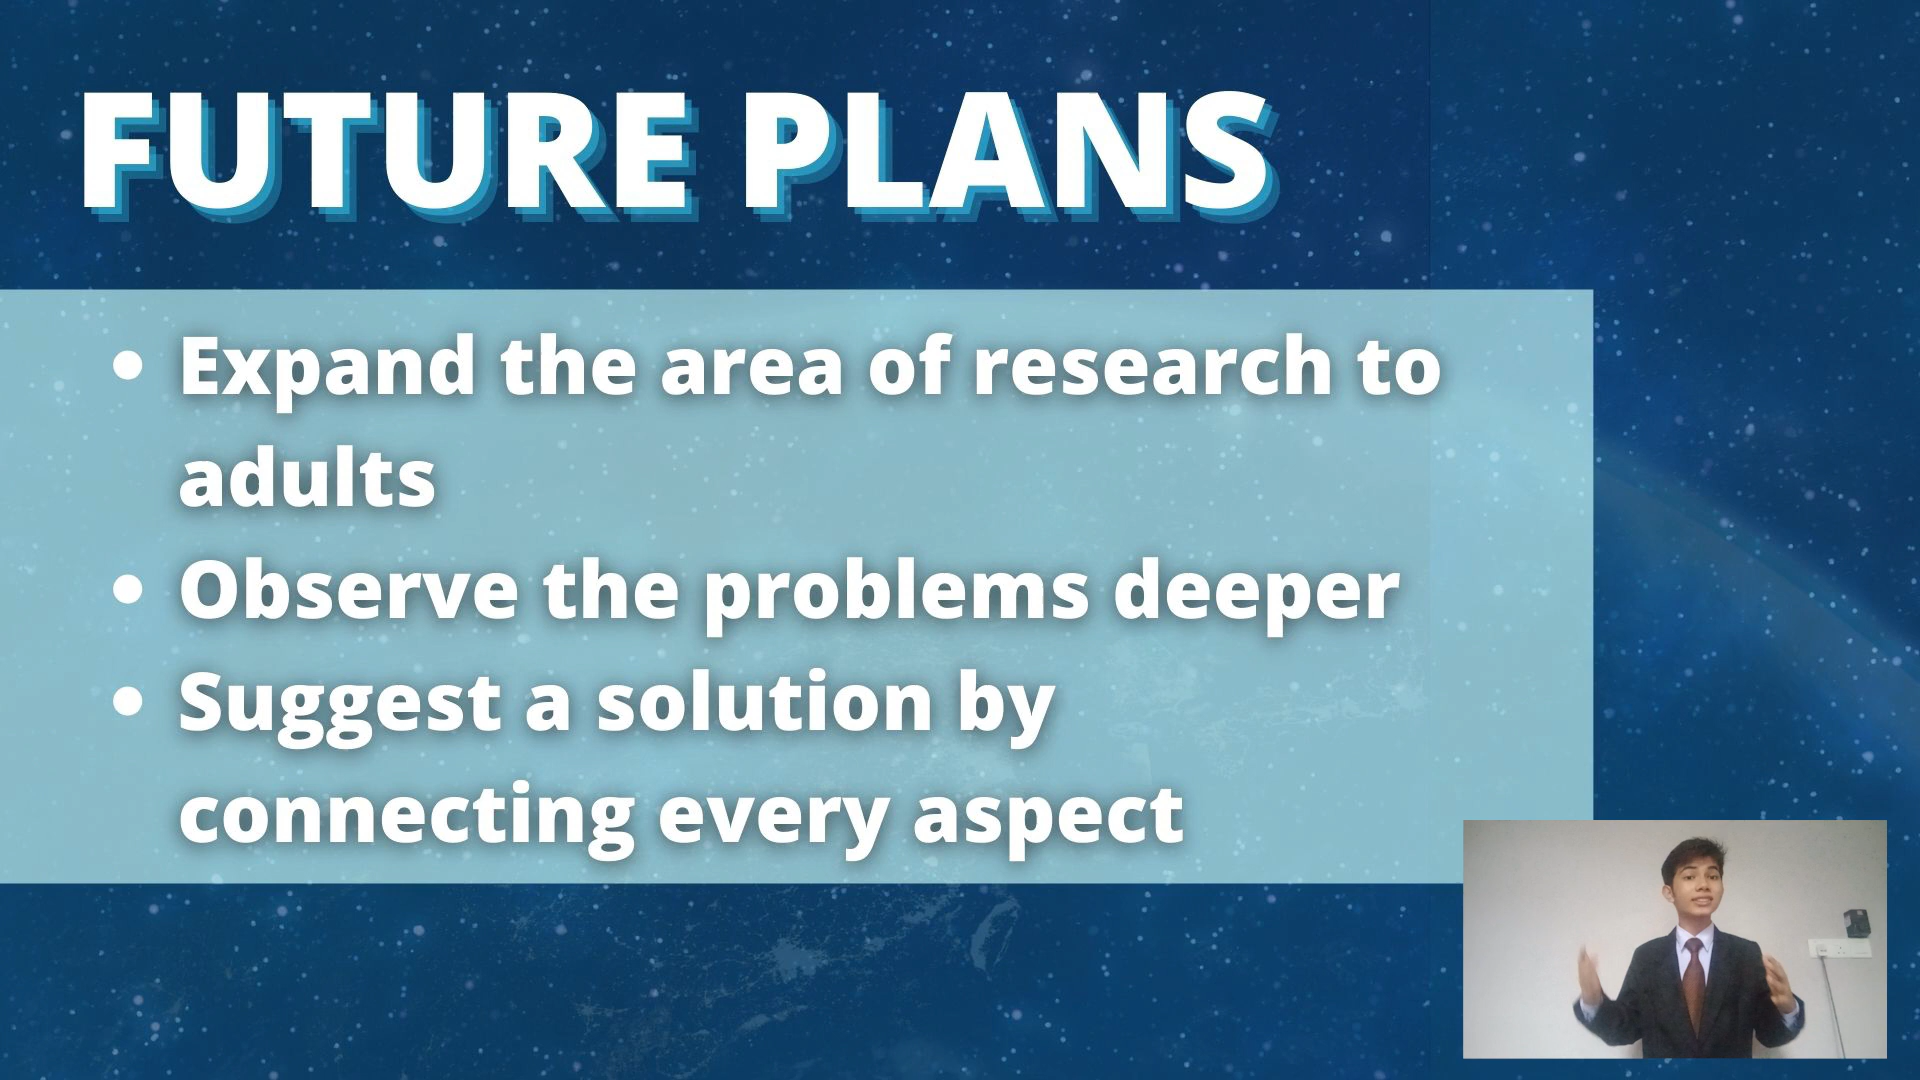 FUTURE PLANS
• Expand the area of research to
adults
• Observe the problems deeper
• Suggest a solution by
connecting every aspect